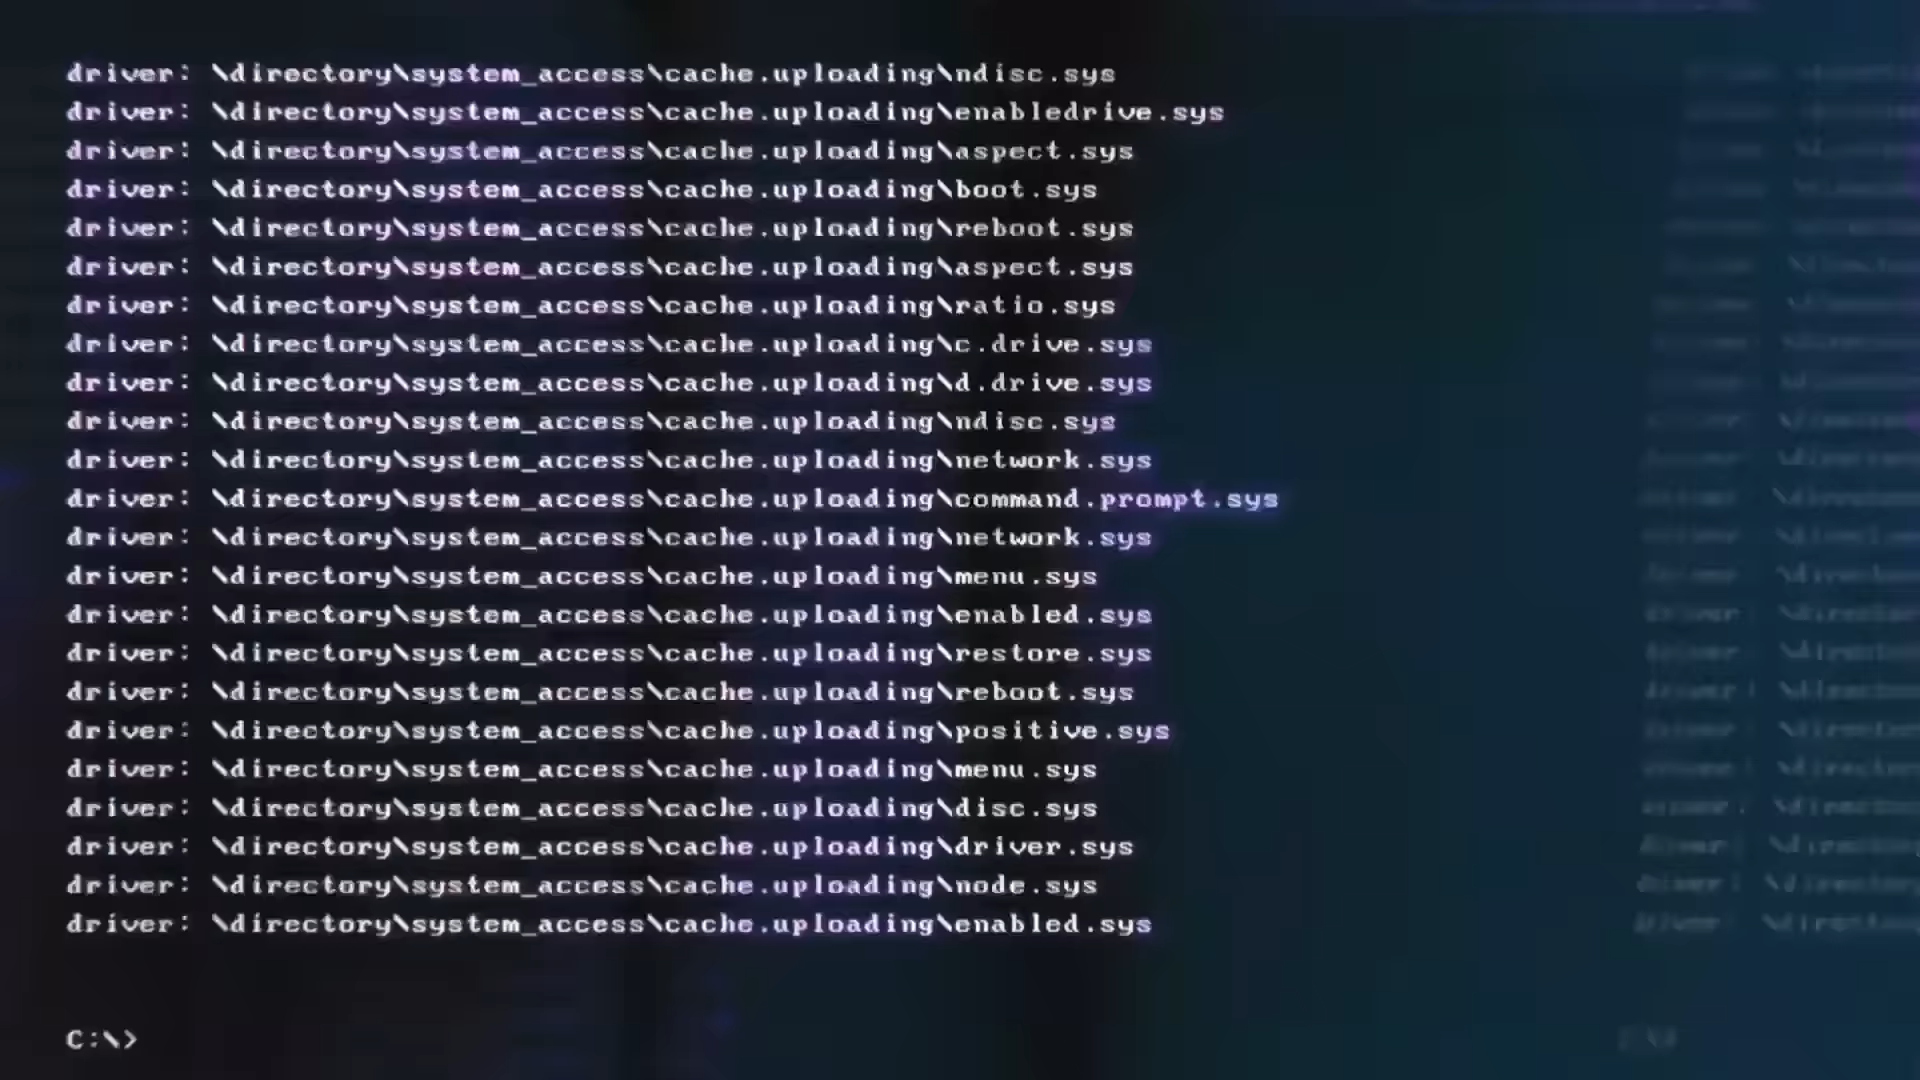 driver: \directory\system_access\cache.uploading\ndisc.sys
driver: \directory\system_access\cache.uploading\enabledrive.sys
driver: \directory\system_access\cache.uploading\aspect.sys
driver: \directory\system_access\cache.uploading\boot.sys
driver: \directory\system_access\cache.uploading\reboot.sys
driver: \directory\system_access\cache.uploading\aspect.sys
driver: \directory\system_access\cache.uploading\ratio.sys
driver: \directory\system_access\cache.uploading\c.drive.sys
driver: \directory\system_access\cache.uploading\d.drive.sys
driver: \directory\system_access\cache.uploading\ndisc.sys
driver: \directory\system_access\cache.uploading\network.sys
driver: \directory\system_access\cache.uploading\command.prompt.sys
driver: \directory\system_access\cache.uploading\network.sys
driver: \directory\system_access\cache.uploading\menu.sys
driver: \directory\system_access\cache.uploading\enabled.sys
driver: \directory\system_access\cache.uploading\restore.sys
driver: \directory\system_access\cache.uploading\reboot.sys
driver: \directory\system_access\cache.uploading\positive.sys
driver: \directory\system_access\cache.uploading\menu.sys
driver: \directory\system_access\cache.uploading\disc.sys
driver: \directory\system_access\cache.uploading\driver.sys
driver: \directory\system_access\cache.uploading\node.sys
driver: \directory\system_access\cache.uploading\enabled.sys
C:\>